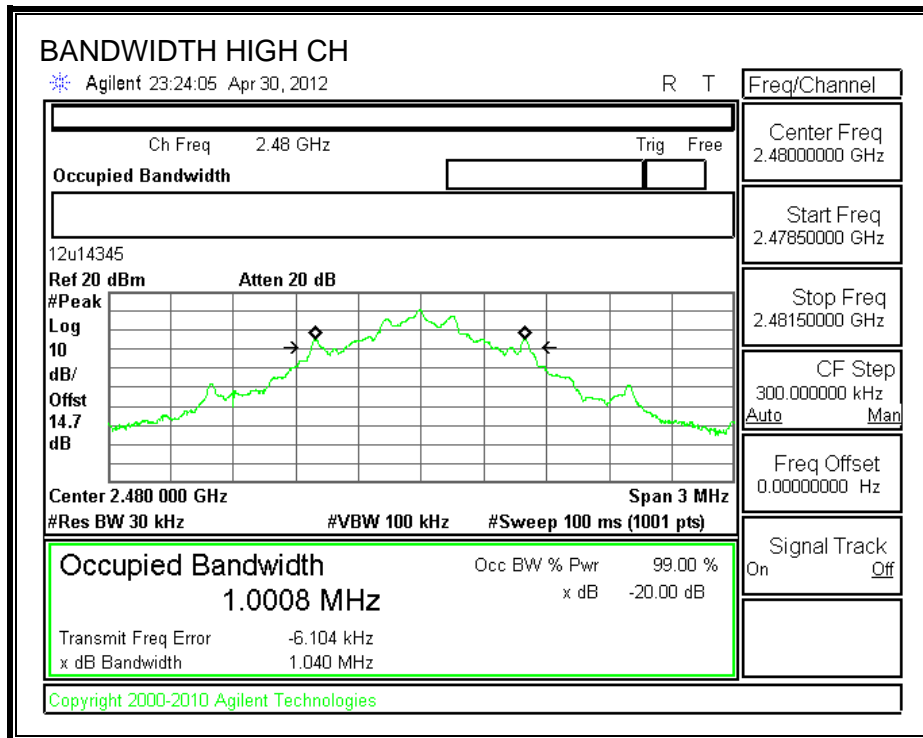 BANDWIDTH HIGH CH
Agilent 23:24:05 Apr 30, 2012 R T
Freq/Channel
Ch Freq 2.48 GHz Trig Free
Occupied Bandwidth
Center Freq
2.48000000 GHz
Start Freq
2.47850000 GHz
Stop Freq
2.48150000 GHz
CF Step
300.000000 kHz
Auto Man
Freq Offset
0.00000000 Hz
Signal Track
On Off
12u14345
Ref 20 dBm Atten 20 dB
#Peak
Log
10
dB/
Offst
14.7
dB
Center 2.480 000 GHz Span 3 MHz
#Res BW 30 kHz #VBW 100 kHz #Sweep 100 ms (1001 pts)
Occupied Bandwidth Occ BW % Pwr 99.00 %
1.0008 MHz x dB -20.00 dB
Transmit Freq Error -6.104 kHz
x dB Bandwidth 1.040 MHz
Copyright 2000-2010 Agilent Technologies